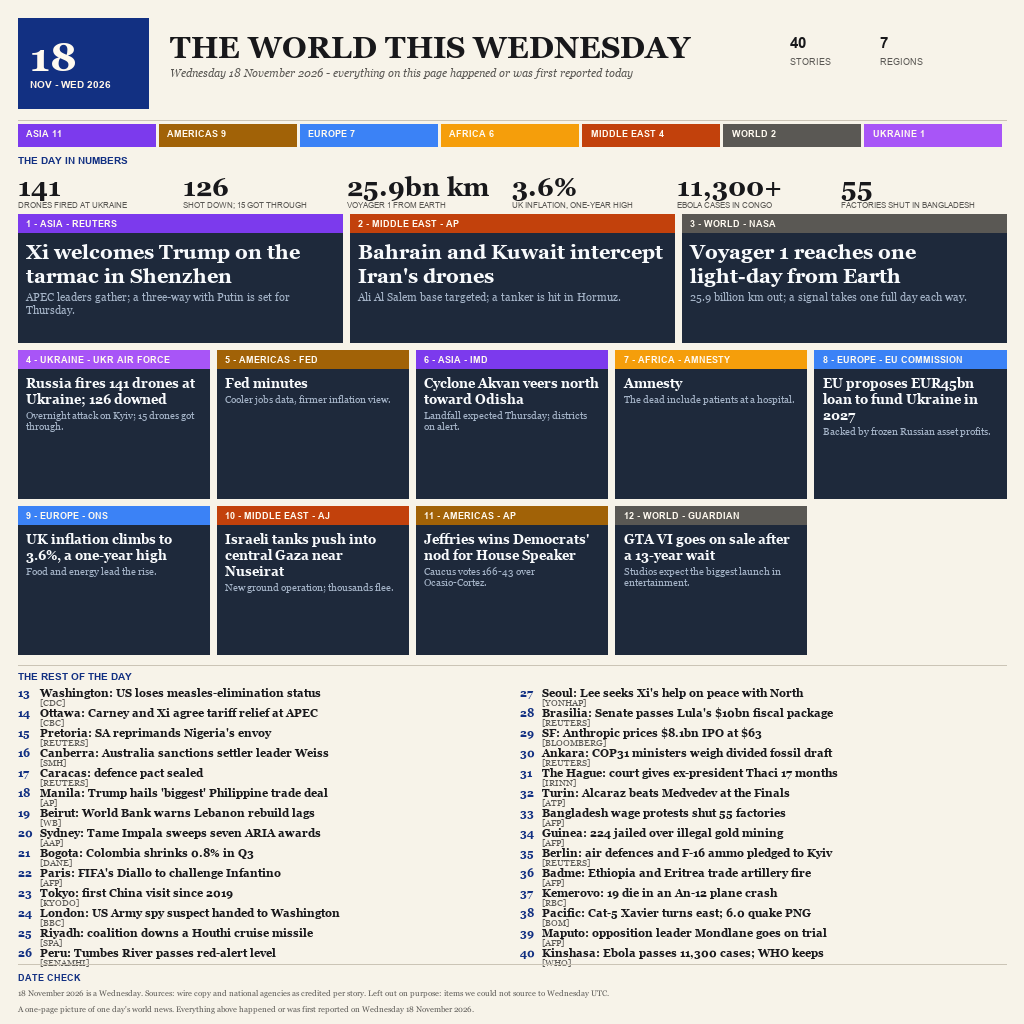 18
NOV - WED 2026
THE WORLD THIS WEDNESDAY
Wednesday 18 November 2026 - everything on this page happened or was first reported today
40
STORIES
7
REGIONS
ASIA 11
AMERICAS 9
EUROPE 7
AFRICA 6
MIDDLE EAST 4
WORLD 2
UKRAINE 1
THE DAY IN NUMBERS
141
DRONES FIRED AT UKRAINE
126
SHOT DOWN; 15 GOT THROUGH
25.9bn km
VOYAGER 1 FROM EARTH
3.6%
UK INFLATION, ONE-YEAR HIGH
11,300+
EBOLA CASES IN CONGO
55
FACTORIES SHUT IN BANGLADESH
1 - ASIA - REUTERS
Xi welcomes Trump on the
tarmac in Shenzhen
APEC leaders gather; a three-way with Putin is set for
Thursday.
2 - MIDDLE EAST - AP
Bahrain and Kuwait intercept
Iran's drones
Ali Al Salem base targeted; a tanker is hit in Hormuz.
3 - WORLD - NASA
Voyager 1 reaches one
light-day from Earth
25.9 billion km out; a signal takes one full day each way.
4 - UKRAINE - UKR AIR FORCE
Russia fires 141 drones at
Ukraine; 126 downed
Overnight attack on Kyiv; 15 drones got
through.
5 - AMERICAS - FED
Fed minutes
Cooler jobs data, firmer inflation view.
6 - ASIA - IMD
Cyclone Akvan veers north
toward Odisha
Landfall expected Thursday; districts
on alert.
7 - AFRICA - AMNESTY
Amnesty
The dead include patients at a hospital.
8 - EUROPE - EU COMMISSION
EU proposes EUR45bn
loan to fund Ukraine in
2027
Backed by frozen Russian asset profits.
9 - EUROPE - ONS
UK inflation climbs to
3.6%, a one-year high
Food and energy lead the rise.
10 - MIDDLE EAST - AJ
Israeli tanks push into
central Gaza near
Nuseirat
New ground operation; thousands flee.
11 - AMERICAS - AP
Jeffries wins Democrats'
nod for House Speaker
Caucus votes 166-43 over
Ocasio-Cortez.
12 - WORLD - GUARDIAN
GTA VI goes on sale after
a 13-year wait
Studios expect the biggest launch in
entertainment.
THE REST OF THE DAY
13 Washington: US loses measles-elimination status
[CDC]
14 Ottawa: Carney and Xi agree tariff relief at APEC
[CBC]
15 Pretoria: SA reprimands Nigeria's envoy
[REUTERS]
16 Canberra: Australia sanctions settler leader Weiss
[SMH]
17 Caracas: defence pact sealed
[REUTERS]
18 Manila: Trump hails 'biggest' Philippine trade deal
[AP]
19 Beirut: World Bank warns Lebanon rebuild lags
[WB]
20 Sydney: Tame Impala sweeps seven ARIA awards
[AAP]
21 Bogota: Colombia shrinks 0.8% in Q3
[DANE]
22 Paris: FIFA's Diallo to challenge Infantino
[AFP]
23 Tokyo: first China visit since 2019
[KYODO]
24 London: US Army spy suspect handed to Washington
[BBC]
25 Riyadh: coalition downs a Houthi cruise missile
[SPA]
26 Peru: Tumbes River passes red-alert level
[SENAMHI]
27 Seoul: Lee seeks Xi's help on peace with North
[YONHAP]
28 Brasilia: Senate passes Lula's $10bn fiscal package
[REUTERS]
29 SF: Anthropic prices $8.1bn IPO at $63
[BLOOMBERG]
30 Ankara: COP31 ministers weigh divided fossil draft
[REUTERS]
31 The Hague: court gives ex-president Thaci 17 months
[IRINN]
32 Turin: Alcaraz beats Medvedev at the Finals
[ATP]
33 Bangladesh wage protests shut 55 factories
[AFP]
34 Guinea: 224 jailed over illegal gold mining
[AFP]
35 Berlin: air defences and F-16 ammo pledged to Kyiv
[REUTERS]
36 Badme: Ethiopia and Eritrea trade artillery fire
[AFP]
37 Kemerovo: 19 die in an An-12 plane crash
[RBC]
38 Pacific: Cat-5 Xavier turns east; 6.0 quake PNG
[BOM]
39 Maputo: opposition leader Mondlane goes on trial
[AFP]
40 Kinshasa: Ebola passes 11,300 cases; WHO keeps
[WHO]
DATE CHECK
18 November 2026 is a Wednesday. Sources: wire copy and national agencies as credited per story. Left out on purpose: items we could not source to Wednesday UTC.
A one-page picture of one day's world news. Everything above happened or was first reported on Wednesday 18 November 2026.